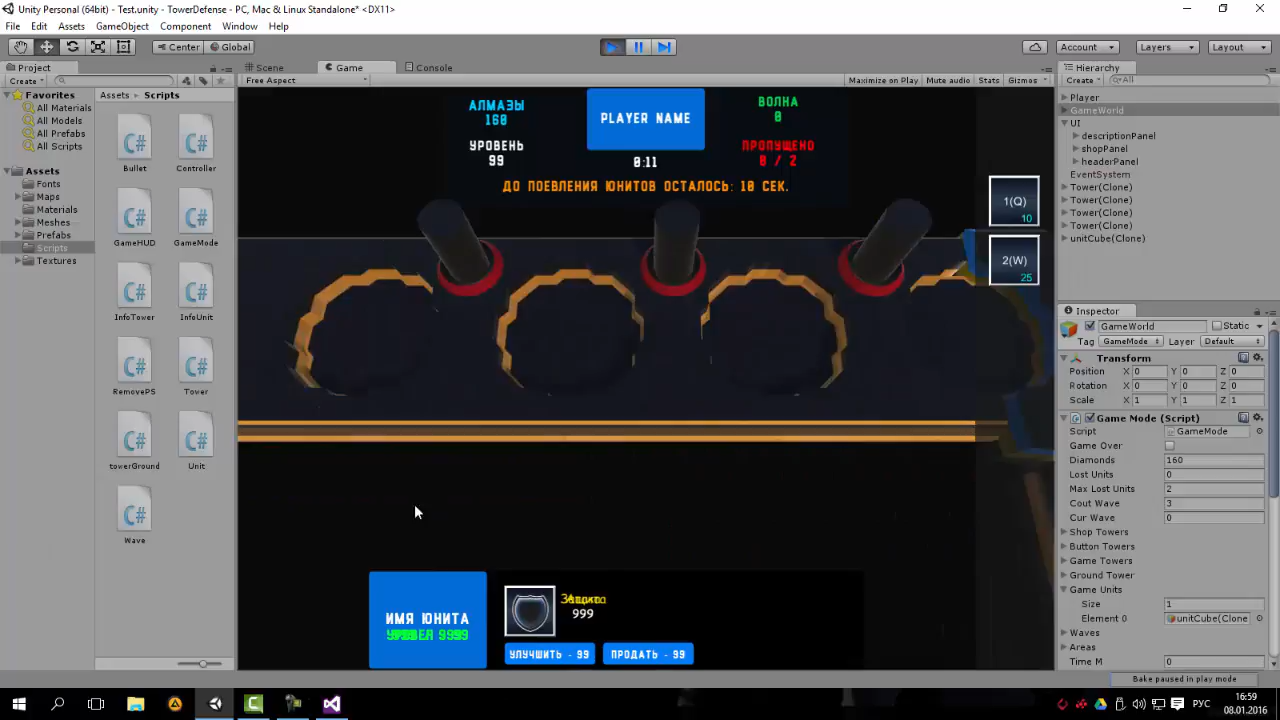 Unity Personal (64bit) - Test.unity - TowerDefense - PC, Mac & Linux Standalone* <DX11>
File Edit Assets GameObject Component Window Help
Center Global
Account Layers Layout
Project
Create
Favorites
All Materials
All Models
All Prefabs
All Scripts
Assets
Fonts
Maps
Materials
Meshes
Prefabs
Scripts
Textures
Assets Scripts
Bullet Controller
GameHUD GameMode
InfoTower InfoUnit
RemovePS Tower
towerGround Unit
Wave
Scene Game Console
Free Aspect Maximize on Play Mute audio Stats Gizmos
АЛМАЗЫ
160
УРОВЕНЬ
99
PLAYER NAME
0:11
ВОЛНА
0
ПРОПУЩЕНО
0 / 2
ДО ПОЕВЛЕНИЯ ЮНИТОВ ОСТАЛОСЬ: 10 СЕК.
1(Q)
10
2(W)
25
ИМЯ ЮНИТА
999
УЛУЧШИТЬ - 99 ПРОДАТЬ - 99
Hierarchy
Create All
Player
GameWorld
UI
descriptionPanel
shopPanel
headerPanel
EventSystem
Tower(Clone)
Tower(Clone)
Tower(Clone)
Tower(Clone)
unitCube(Clone)
Inspector
GameWorld Static
Tag GameMode Layer Default
Transform
Position X 0 Y 0 Z 0
Rotation X 0 Y 0 Z 0
Scale X 1 Y 1 Z 1
Game Mode (Script)
Script GameMode
Game Over
Diamonds 160
Lost Units 0
Max Lost Units 2
Cout Wave 3
Cur Wave 0
Shop Towers
Button Towers
Game Towers
Ground Tower
Game Units
Size 1
Element 0 unitCube(Clone
Waves
Areas
Time M 0
Bake paused in play mode
РУС
16:59
08.01.2016